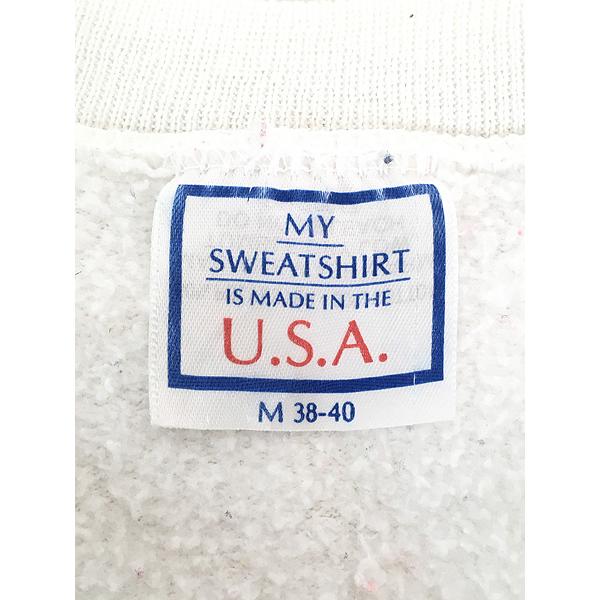 MY
SWEATSHIRT
IS MADE IN THE
U.S.A.
M 38-40